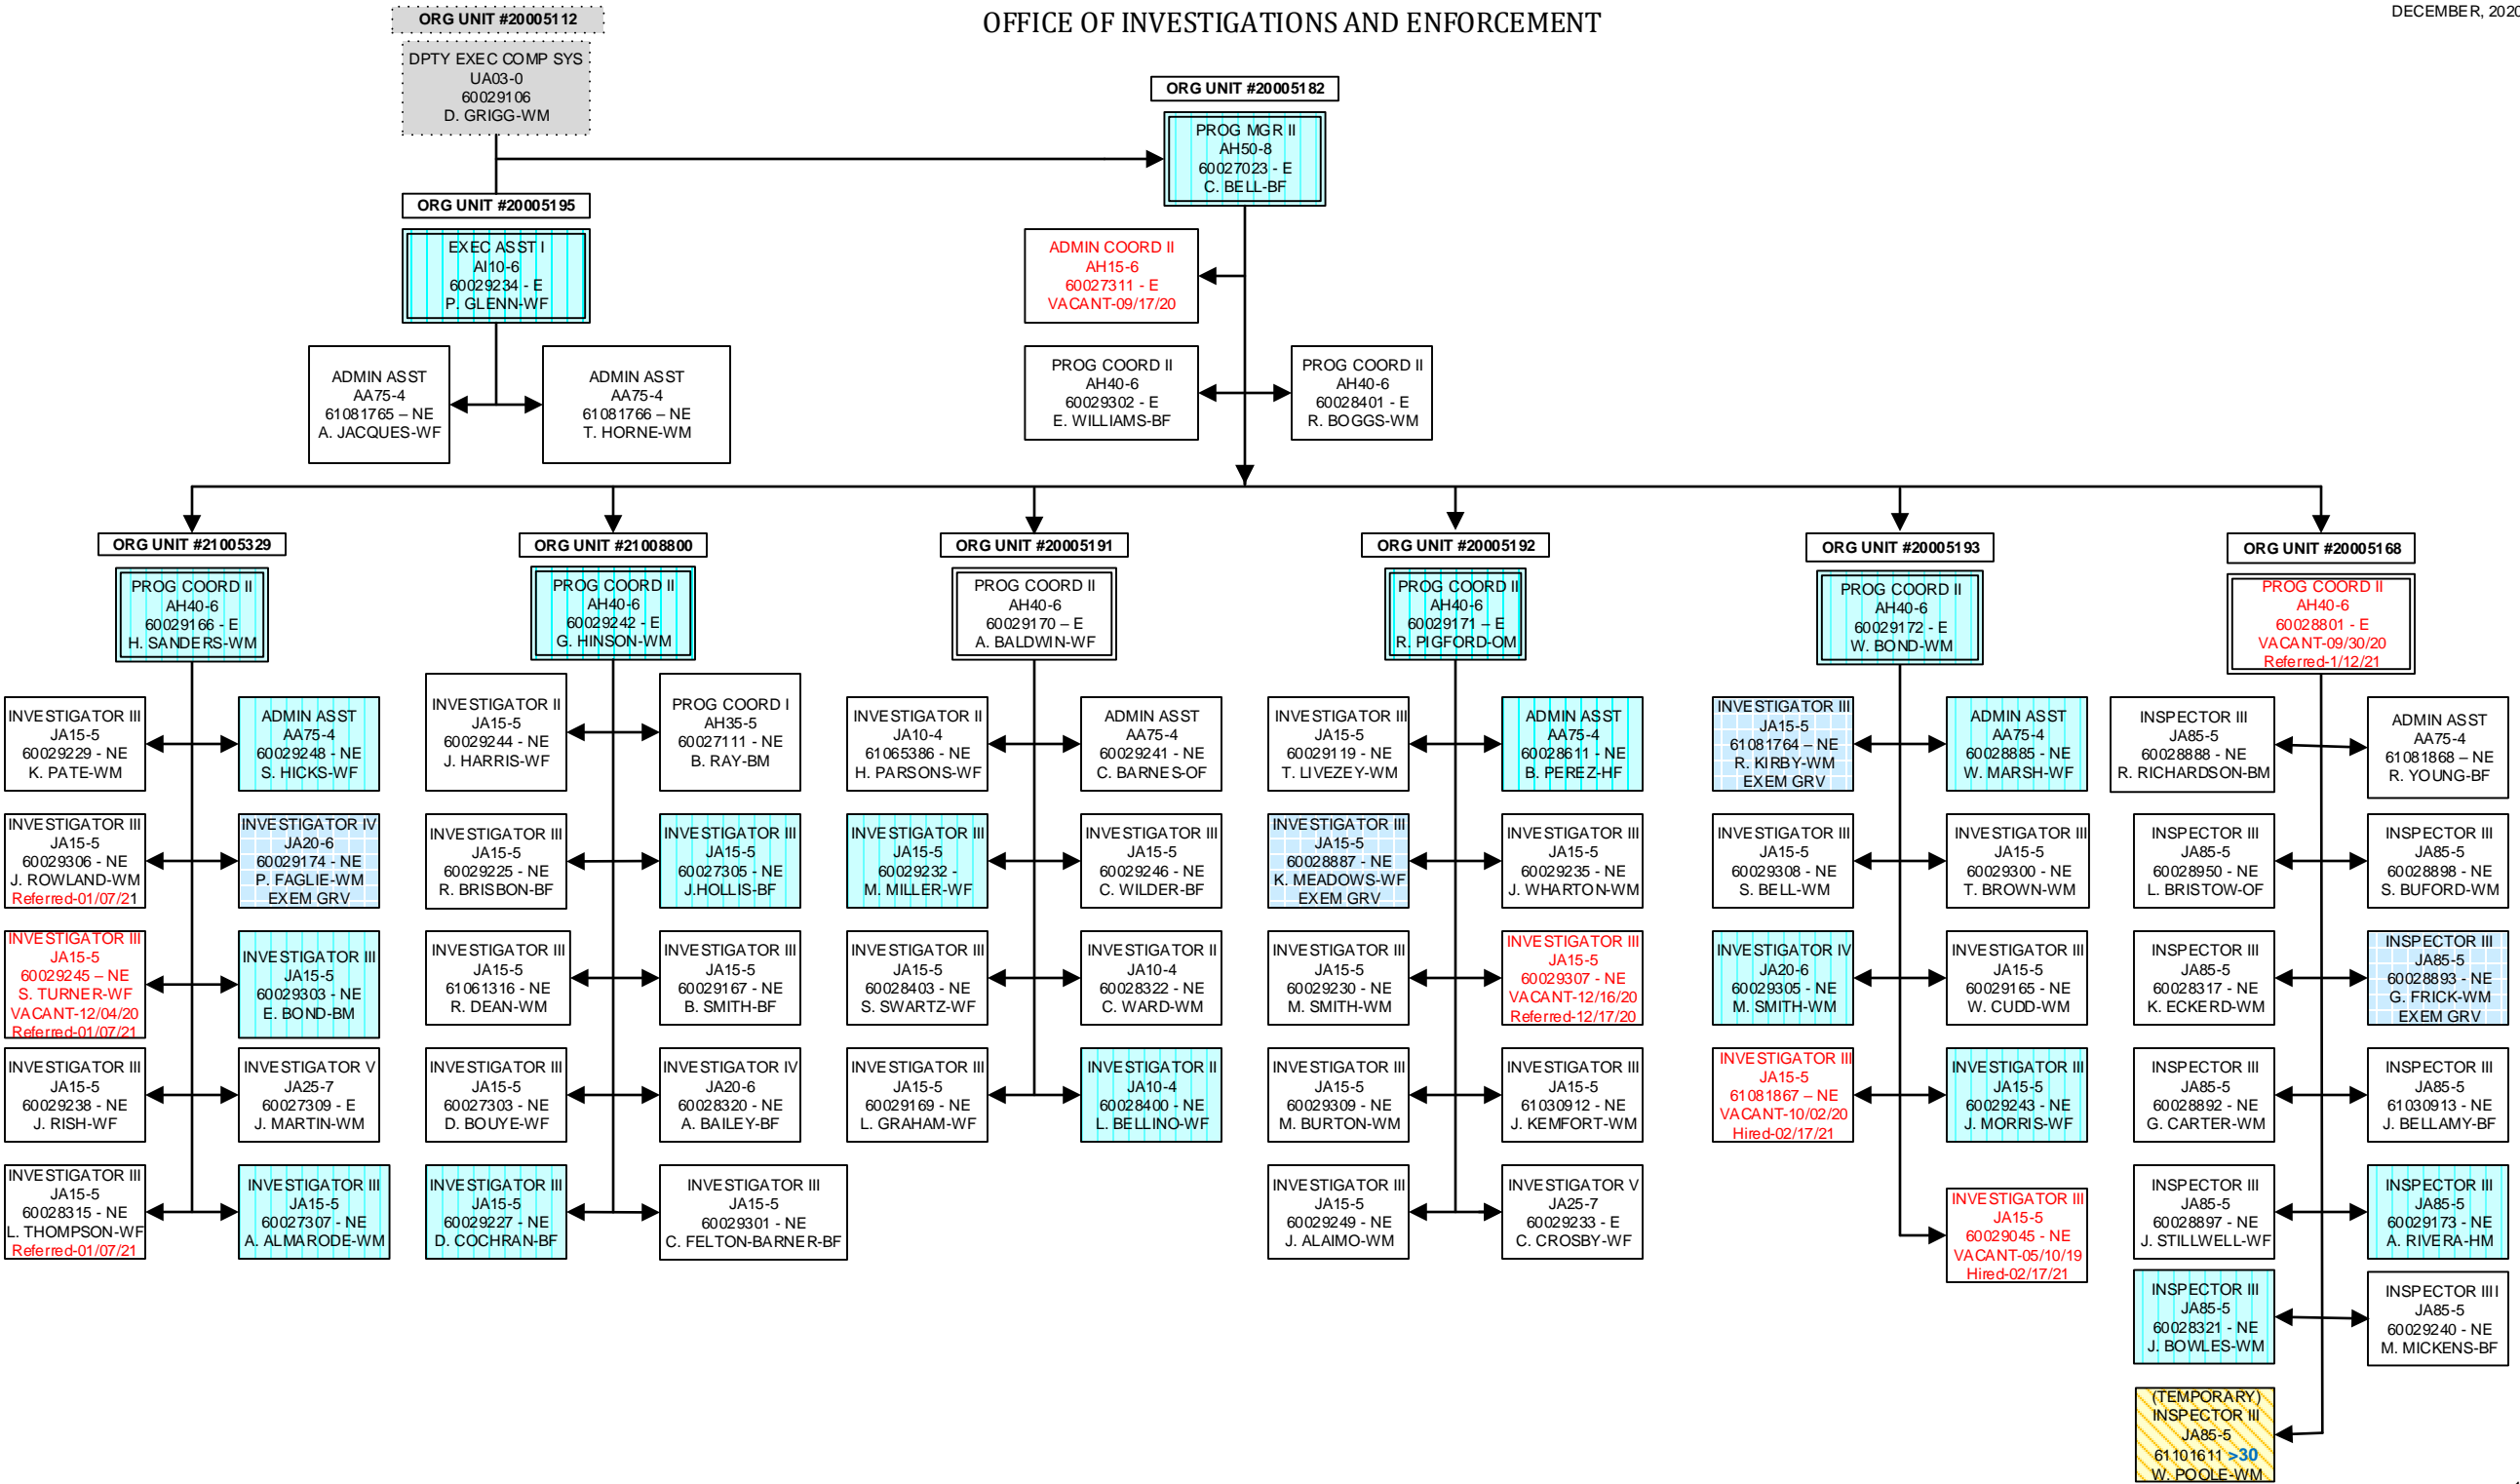 OFFICE OF INVESTIGATIONS AND ENFORCEMENT
DECEMBER, 2020
ORG UNIT #20005112
DPTY EXEC COMP SYS
UA03-0
60029106
D. GRIGG-WM
ORG UNIT #20005182
PROG MGR II
AH50-8
60027023 - E
C. BELL-BF
ORG UNIT #20005195
EXEC ASST I
AI10-6
60029234 - E
P. GLENN-WF
ADMIN COORD II
AH15-6
60027311 - E
VACANT-09/17/20
ADMIN ASST
AA75-4
61081765 – NE
A. JACQUES-WF
ADMIN ASST
AA75-4
61081766 – NE
T. HORNE-WM
PROG COORD II
AH40-6
60029302 - E
E. WILLIAMS-BF
PROG COORD II
AH40-6
60028401 - E
R. BOGGS-WM
ORG UNIT #21005329
PROG COORD II
AH40-6
60029166 - E
H. SANDERS-WM
INVESTIGATOR III
JA15-5
60029229 - NE
K. PATE-WM
ADMIN ASST
AA75-4
60029248 - NE
S. HICKS-WF
INVESTIGATOR III
JA15-5
60029306 - NE
J. ROWLAND-WM
Referred-01/07/21
INVESTIGATOR IV
JA20-6
60029174 - NE
P. FAGLIE-WM
EXEM GRV
INVESTIGATOR III
JA15-5
60029245 – NE
S. TURNER-WF
VACANT-12/04/20
Referred-01/07/21
INVESTIGATOR III
JA15-5
60029303 - NE
E. BOND-BM
INVESTIGATOR III
JA15-5
60029238 - NE
J. RISH-WF
INVESTIGATOR V
JA25-7
60027309 - E
J. MARTIN-WM
INVESTIGATOR III
JA15-5
60028315 - NE
L. THOMPSON-WF
Referred-01/07/21
INVESTIGATOR III
JA15-5
60027307 - NE
A. ALMARODE-WM
ORG UNIT #21008800
PROG COORD II
AH40-6
60029242 - E
G. HINSON-WM
INVESTIGATOR II
JA15-5
60029244 - NE
J. HARRIS-WF
PROG COORD I
AH35-5
60027111 - NE
B. RAY-BM
INVESTIGATOR III
JA15-5
60029225 - NE
R. BRISBON-BF
INVESTIGATOR III
JA15-5
60027305 - NE
J.HOLLIS-BF
INVESTIGATOR III
JA15-5
61061316 - NE
R. DEAN-WM
INVESTIGATOR III
JA15-5
60029167 - NE
B. SMITH-BF
INVESTIGATOR III
JA15-5
60027303 - NE
D. BOUYE-WF
INVESTIGATOR IV
JA20-6
60028320 - NE
A. BAILEY-BF
INVESTIGATOR III
JA15-5
60029227 - NE
D. COCHRAN-BF
INVESTIGATOR III
JA15-5
60029301 - NE
C. FELTON-BARNER-BF
ORG UNIT #20005191
PROG COORD II
AH40-6
60029170 – E
A. BALDWIN-WF
INVESTIGATOR II
JA10-4
61065386 - NE
H. PARSONS-WF
ADMIN ASST
AA75-4
60029241 - NE
C. BARNES-OF
INVESTIGATOR III
JA15-5
60029232 -
M. MILLER-WF
INVESTIGATOR III
JA15-5
60029246 - NE
C. WILDER-BF
INVESTIGATOR III
JA15-5
60028403 - NE
S. SWARTZ-WF
INVESTIGATOR II
JA10-4
60028322 - NE
C. WARD-WM
INVESTIGATOR III
JA15-5
60029169 - NE
L. GRAHAM-WF
INVESTIGATOR II
JA10-4
60028400 - NE
L. BELLINO-WF
ORG UNIT #20005192
PROG COORD II
AH40-6
60029171 – E
R. PIGFORD-OM
INVESTIGATOR III
JA15-5
60029119 - NE
T. LIVEZEY-WM
ADMIN ASST
AA75-4
60028611 - NE
B. PEREZ-HF
INVESTIGATOR III
JA15-5
60028887 - NE
K. MEADOWS-WF
EXEM GRV
INVESTIGATOR III
JA15-5
60029235 - NE
J. WHARTON-WM
INVESTIGATOR III
JA15-5
60029230 - NE
M. SMITH-WM
INVESTIGATOR III
JA15-5
60029307 - NE
VACANT-12/16/20
Referred-12/17/20
INVESTIGATOR III
JA15-5
60029309 - NE
M. BURTON-WM
INVESTIGATOR III
JA15-5
61030912 - NE
J. KEMFORT-WM
INVESTIGATOR III
JA15-5
60029249 - NE
J. ALAIMO-WM
INVESTIGATOR V
JA25-7
60029233 - E
C. CROSBY-WF
ORG UNIT #20005193
PROG COORD II
AH40-6
60029172 - E
W. BOND-WM
INVESTIGATOR III
JA15-5
61081764 – NE
R. KIRBY-WM
EXEM GRV
ADMIN ASST
AA75-4
60028885 - NE
W. MARSH-WF
INVESTIGATOR III
JA15-5
60029308 - NE
S. BELL-WM
INVESTIGATOR III
JA15-5
60029300 - NE
T. BROWN-WM
INVESTIGATOR IV
JA20-6
60029305 - NE
M. SMITH-WM
INVESTIGATOR III
JA15-5
60029165 - NE
W. CUDD-WM
INVESTIGATOR III
JA15-5
61081867 – NE
VACANT-10/02/20
Hired-02/17/21
INVESTIGATOR III
JA15-5
60029243 - NE
J. MORRIS-WF
INVESTIGATOR III
JA15-5
60029045 - NE
VACANT-05/10/19
Hired-02/17/21
ORG UNIT #20005168
PROG COORD II
AH40-6
60028801 - E
VACANT-09/30/20
Referred-1/12/21
INSPECTOR III
JA85-5
60028888 - NE
R. RICHARDSON-BM
ADMIN ASST
AA75-4
61081868 – NE
R. YOUNG-BF
INSPECTOR III
JA85-5
60028950 - NE
L. BRISTOW-OF
INSPECTOR III
JA85-5
60028898 - NE
S. BUFORD-WM
INSPECTOR III
JA85-5
60028317 - NE
K. ECKERD-WM
INSPECTOR III
JA85-5
60028893 - NE
G. FRICK-WM
EXEM GRV
INSPECTOR III
JA85-5
60028892 - NE
G. CARTER-WM
INSPECTOR III
JA85-5
61030913 - NE
J. BELLAMY-BF
INSPECTOR III
JA85-5
60028897 - NE
J. STILLWELL-WF
INSPECTOR III
JA85-5
60029173 - NE
A. RIVERA-HM
INSPECTOR III
JA85-5
60028321 - NE
J. BOWLES-WM
INSPECTOR IIII
JA85-5
60029240 - NE
M. MICKENS-BF
(TEMPORARY)
INSPECTOR III
JA85-5
61101611 >30
W. POOLE-WM